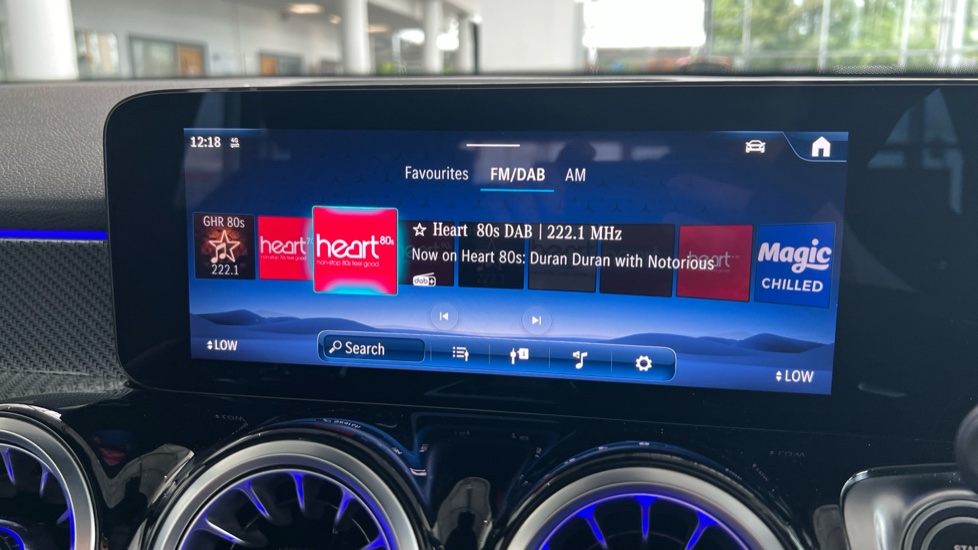 12:18 4G
Favourites FM/DAB AM
GHR 80s
222.1
heart
heart 80s
non-stop 80s feel good
☆ Heart 80s DAB | 222.1 MHz
Now on Heart 80s: Duran Duran with Notorious
dab+
heart
Magic
CHILLED
LOW
Search
LOW